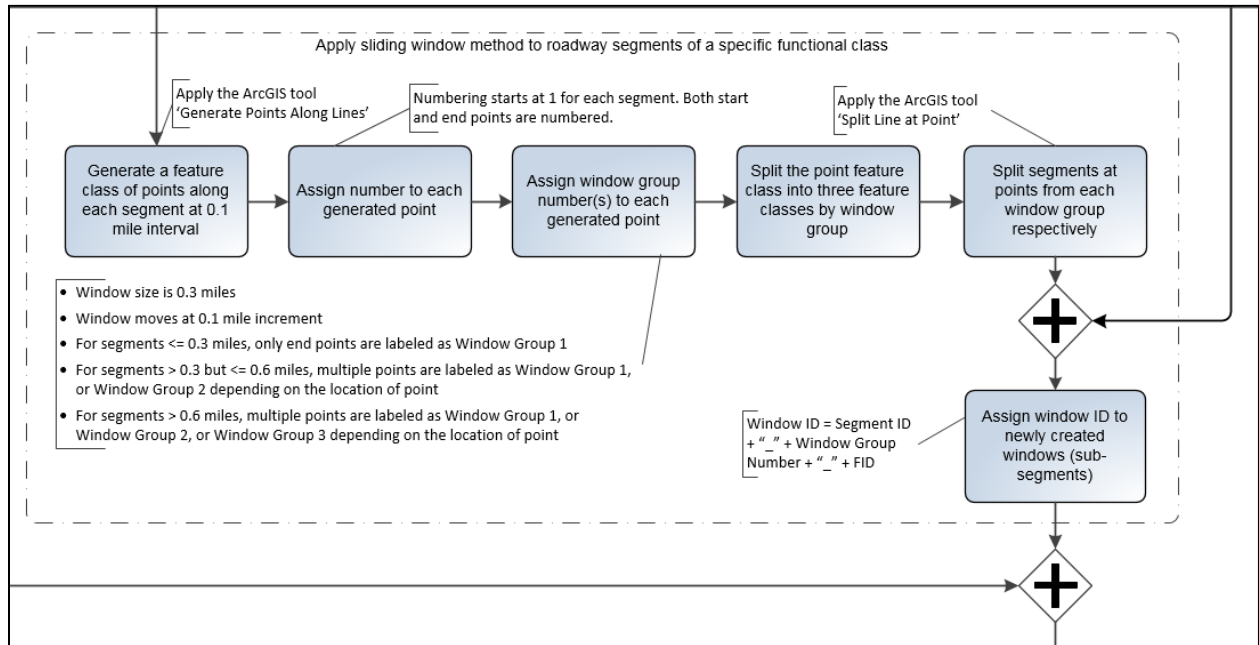 Apply sliding window method to roadway segments of a specific functional class
Apply the ArcGIS tool
‘Generate Points Along Lines’
Numbering starts at 1 for each segment. Both start
and end points are numbered.
Apply the ArcGIS tool
‘Split Line at Point’
Generate a feature
class of points along
each segment at 0.1
mile interval
Assign number to each
generated point
Assign window group
number(s) to each
generated point
Split the point feature
class into three feature
classes by window
group
Split segments at
points from each
window group
respectively
• Window size is 0.3 miles
• Window moves at 0.1 mile increment
• For segments <= 0.3 miles, only end points are labeled as Window Group 1
• For segments > 0.3 but <= 0.6 miles, multiple points are labeled as Window Group 1,
or Window Group 2 depending on the location of point
• For segments > 0.6 miles, multiple points are labeled as Window Group 1, or
Window Group 2, or Window Group 3 depending on the location of point
Window ID = Segment ID
+ “_” + Window Group
Number + “_” + FID
Assign window ID to
newly created
windows (sub-
segments)